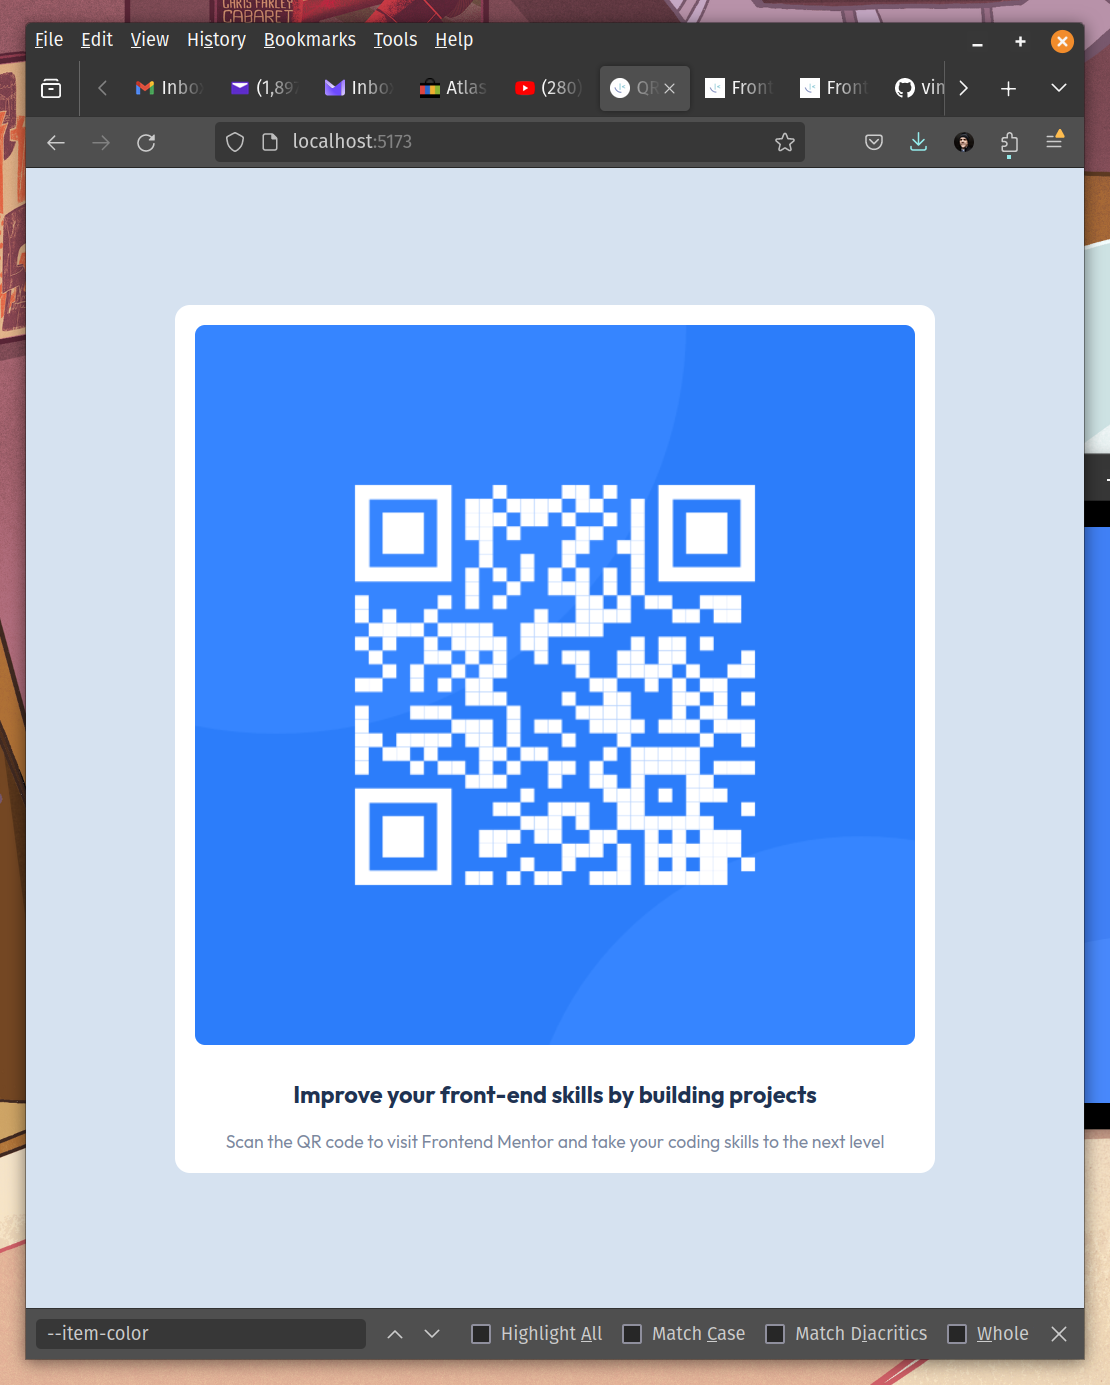 CHRIS FARLEY
CABARET
File Edit View History Bookmarks Tools Help
Inbo (1,897 Inbo Atlas (280) QR Front Front vin
localhost:5173
Improve your front-end skills by building projects
Scan the QR code to visit Frontend Mentor and take your coding skills to the next level
--item-color Highlight All Match Case Match Diacritics Whole